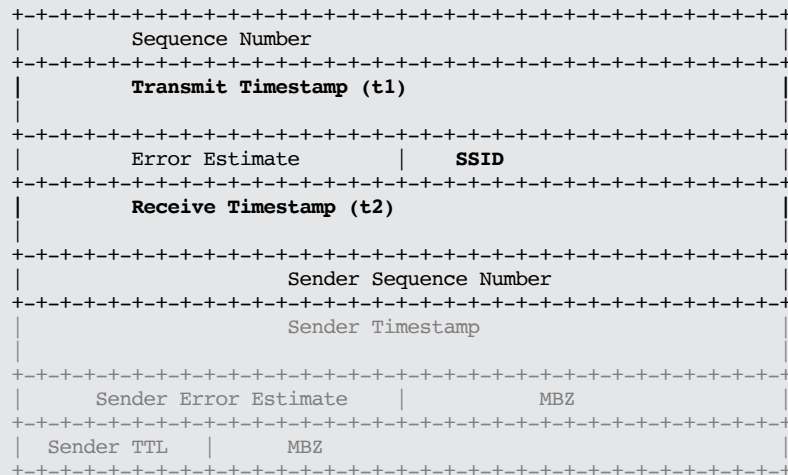 +-+-+-+-+-+-+-+-+-+-+-+-+-+-+-+-+-+-+-+-+-+-+-+-+-+-+-+-+-+-+-+-+
| Sequence Number |
+-+-+-+-+-+-+-+-+-+-+-+-+-+-+-+-+-+-+-+-+-+-+-+-+-+-+-+-+-+-+-+-+
| Transmit Timestamp (t1) |
| |
+-+-+-+-+-+-+-+-+-+-+-+-+-+-+-+-+-+-+-+-+-+-+-+-+-+-+-+-+-+-+-+-+
| Error Estimate | SSID |
+-+-+-+-+-+-+-+-+-+-+-+-+-+-+-+-+-+-+-+-+-+-+-+-+-+-+-+-+-+-+-+-+
| Receive Timestamp (t2) |
| |
+-+-+-+-+-+-+-+-+-+-+-+-+-+-+-+-+-+-+-+-+-+-+-+-+-+-+-+-+-+-+-+-+
| Sender Sequence Number |
+-+-+-+-+-+-+-+-+-+-+-+-+-+-+-+-+-+-+-+-+-+-+-+-+-+-+-+-+-+-+-+-+
| Sender Timestamp |
| |
+-+-+-+-+-+-+-+-+-+-+-+-+-+-+-+-+-+-+-+-+-+-+-+-+-+-+-+-+-+-+-+-+
| Sender Error Estimate | MBZ |
+-+-+-+-+-+-+-+-+-+-+-+-+-+-+-+-+-+-+-+-+-+-+-+-+-+-+-+-+-+-+-+-+
| Sender TTL | MBZ |
+-+-+-+-+-+-+-+-+-+-+-+-+-+-+-+-+-+-+-+-+-+-+-+-+-+-+-+-+-+-+-+-+